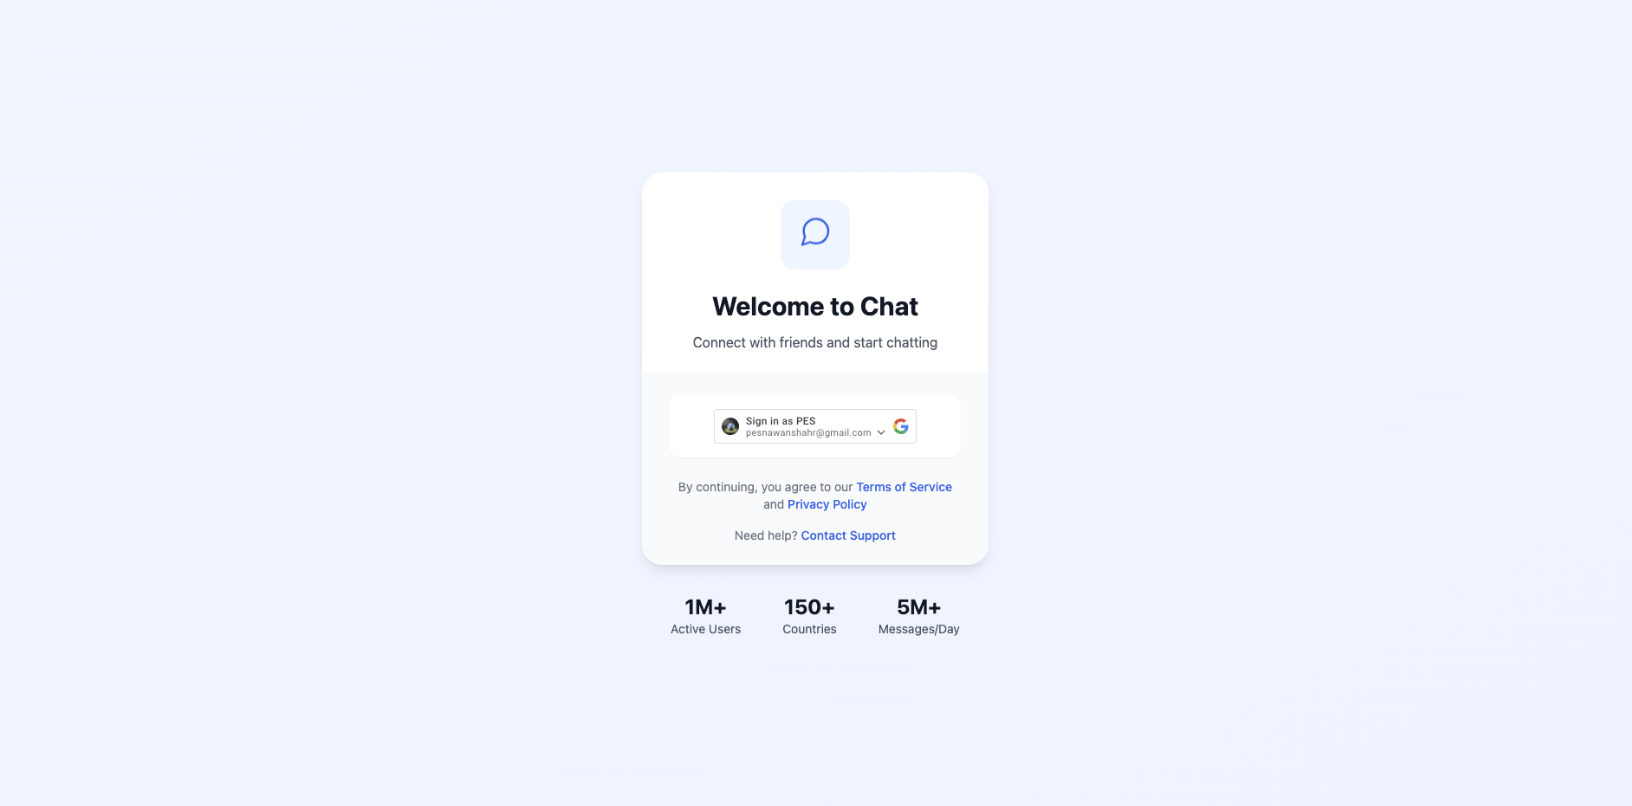 Welcome to Chat
Connect with friends and start chatting
Sign in as PES
pesnawanshahr@gmail.com
By continuing, you agree to our Terms of Service
and Privacy Policy
Need help? Contact Support
1M+
Active Users
150+
Countries
5M+
Messages/Day